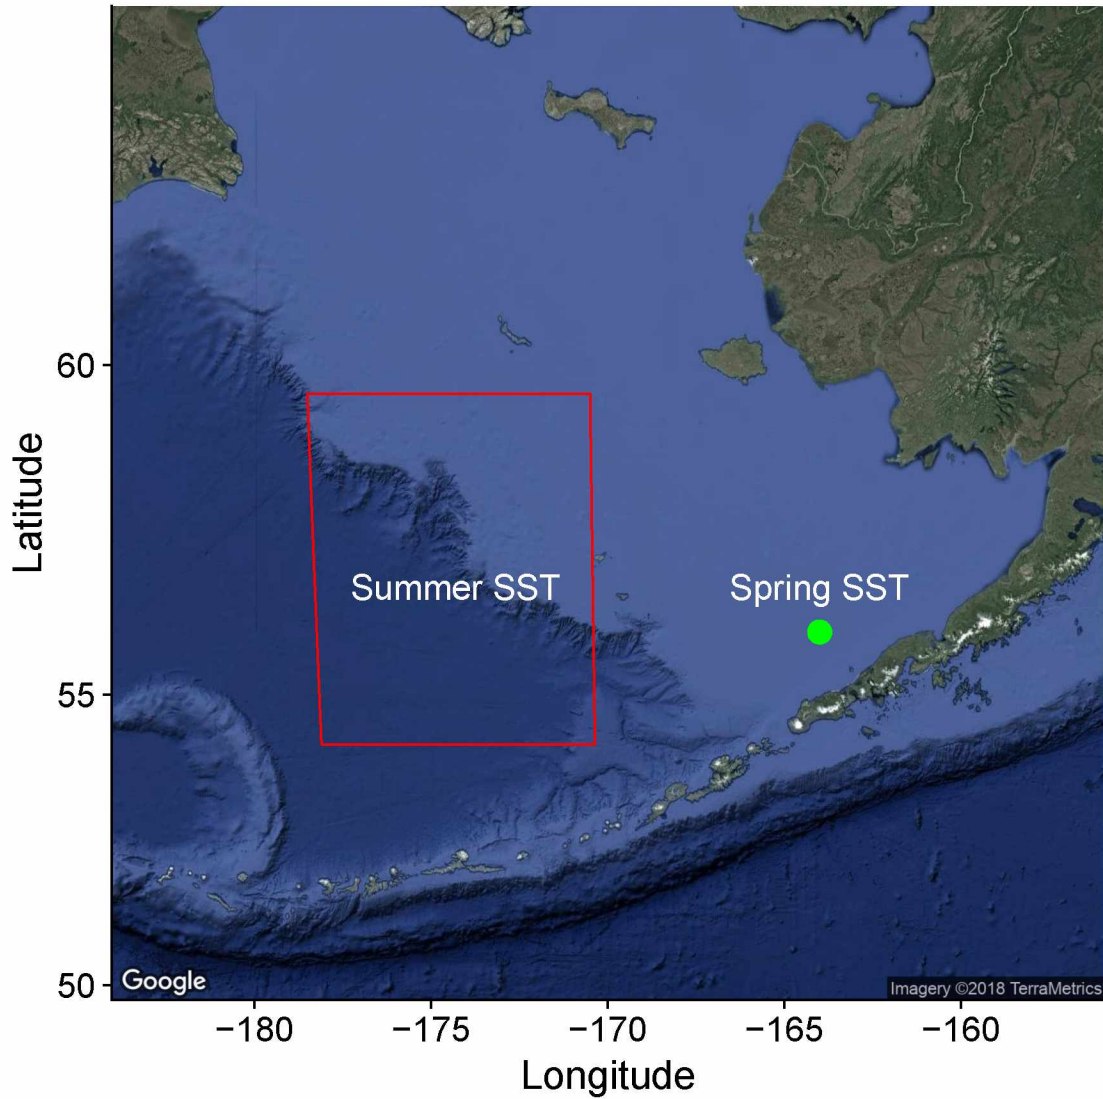 Latitude
60
55
50
Summer SST
Spring SST
Google
Imagery ©2018 TerraMetrics
−180
−175
−170
−165
−160
Longitude